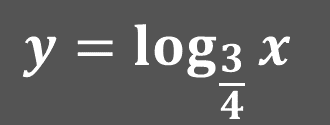 y = log_{3/4} x